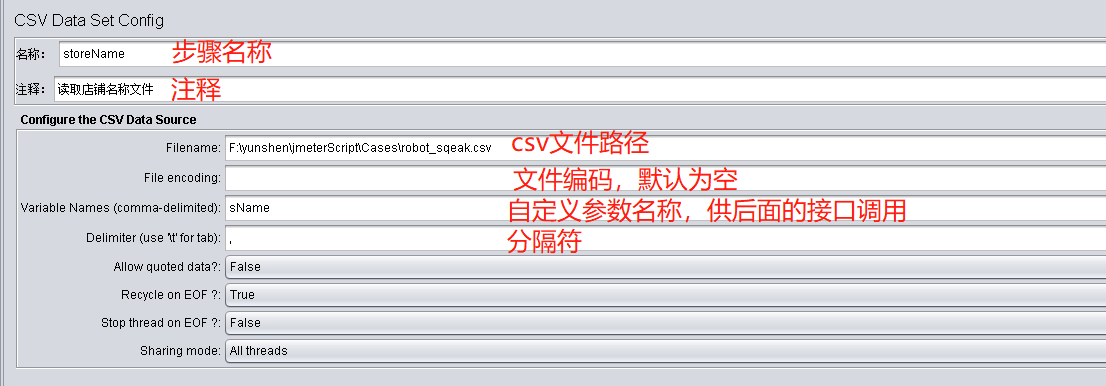 CSV Data Set Config
名称： storeName 步骤名称
注释： 读取店铺名称文件 注释
Configure the CSV Data Source
Filename: F:\yunshen\jmeterScript\Cases\robot_sqeak.csv csv文件路径
File encoding: 文件编码，默认为空
Variable Names (comma-delimited): sName 自定义参数名称，供后面的接口调用
Delimiter (use '\t' for tab): , 分隔符
Allow quoted data?: False
Recycle on EOF ?: True
Stop thread on EOF ?: False
Sharing mode: All threads